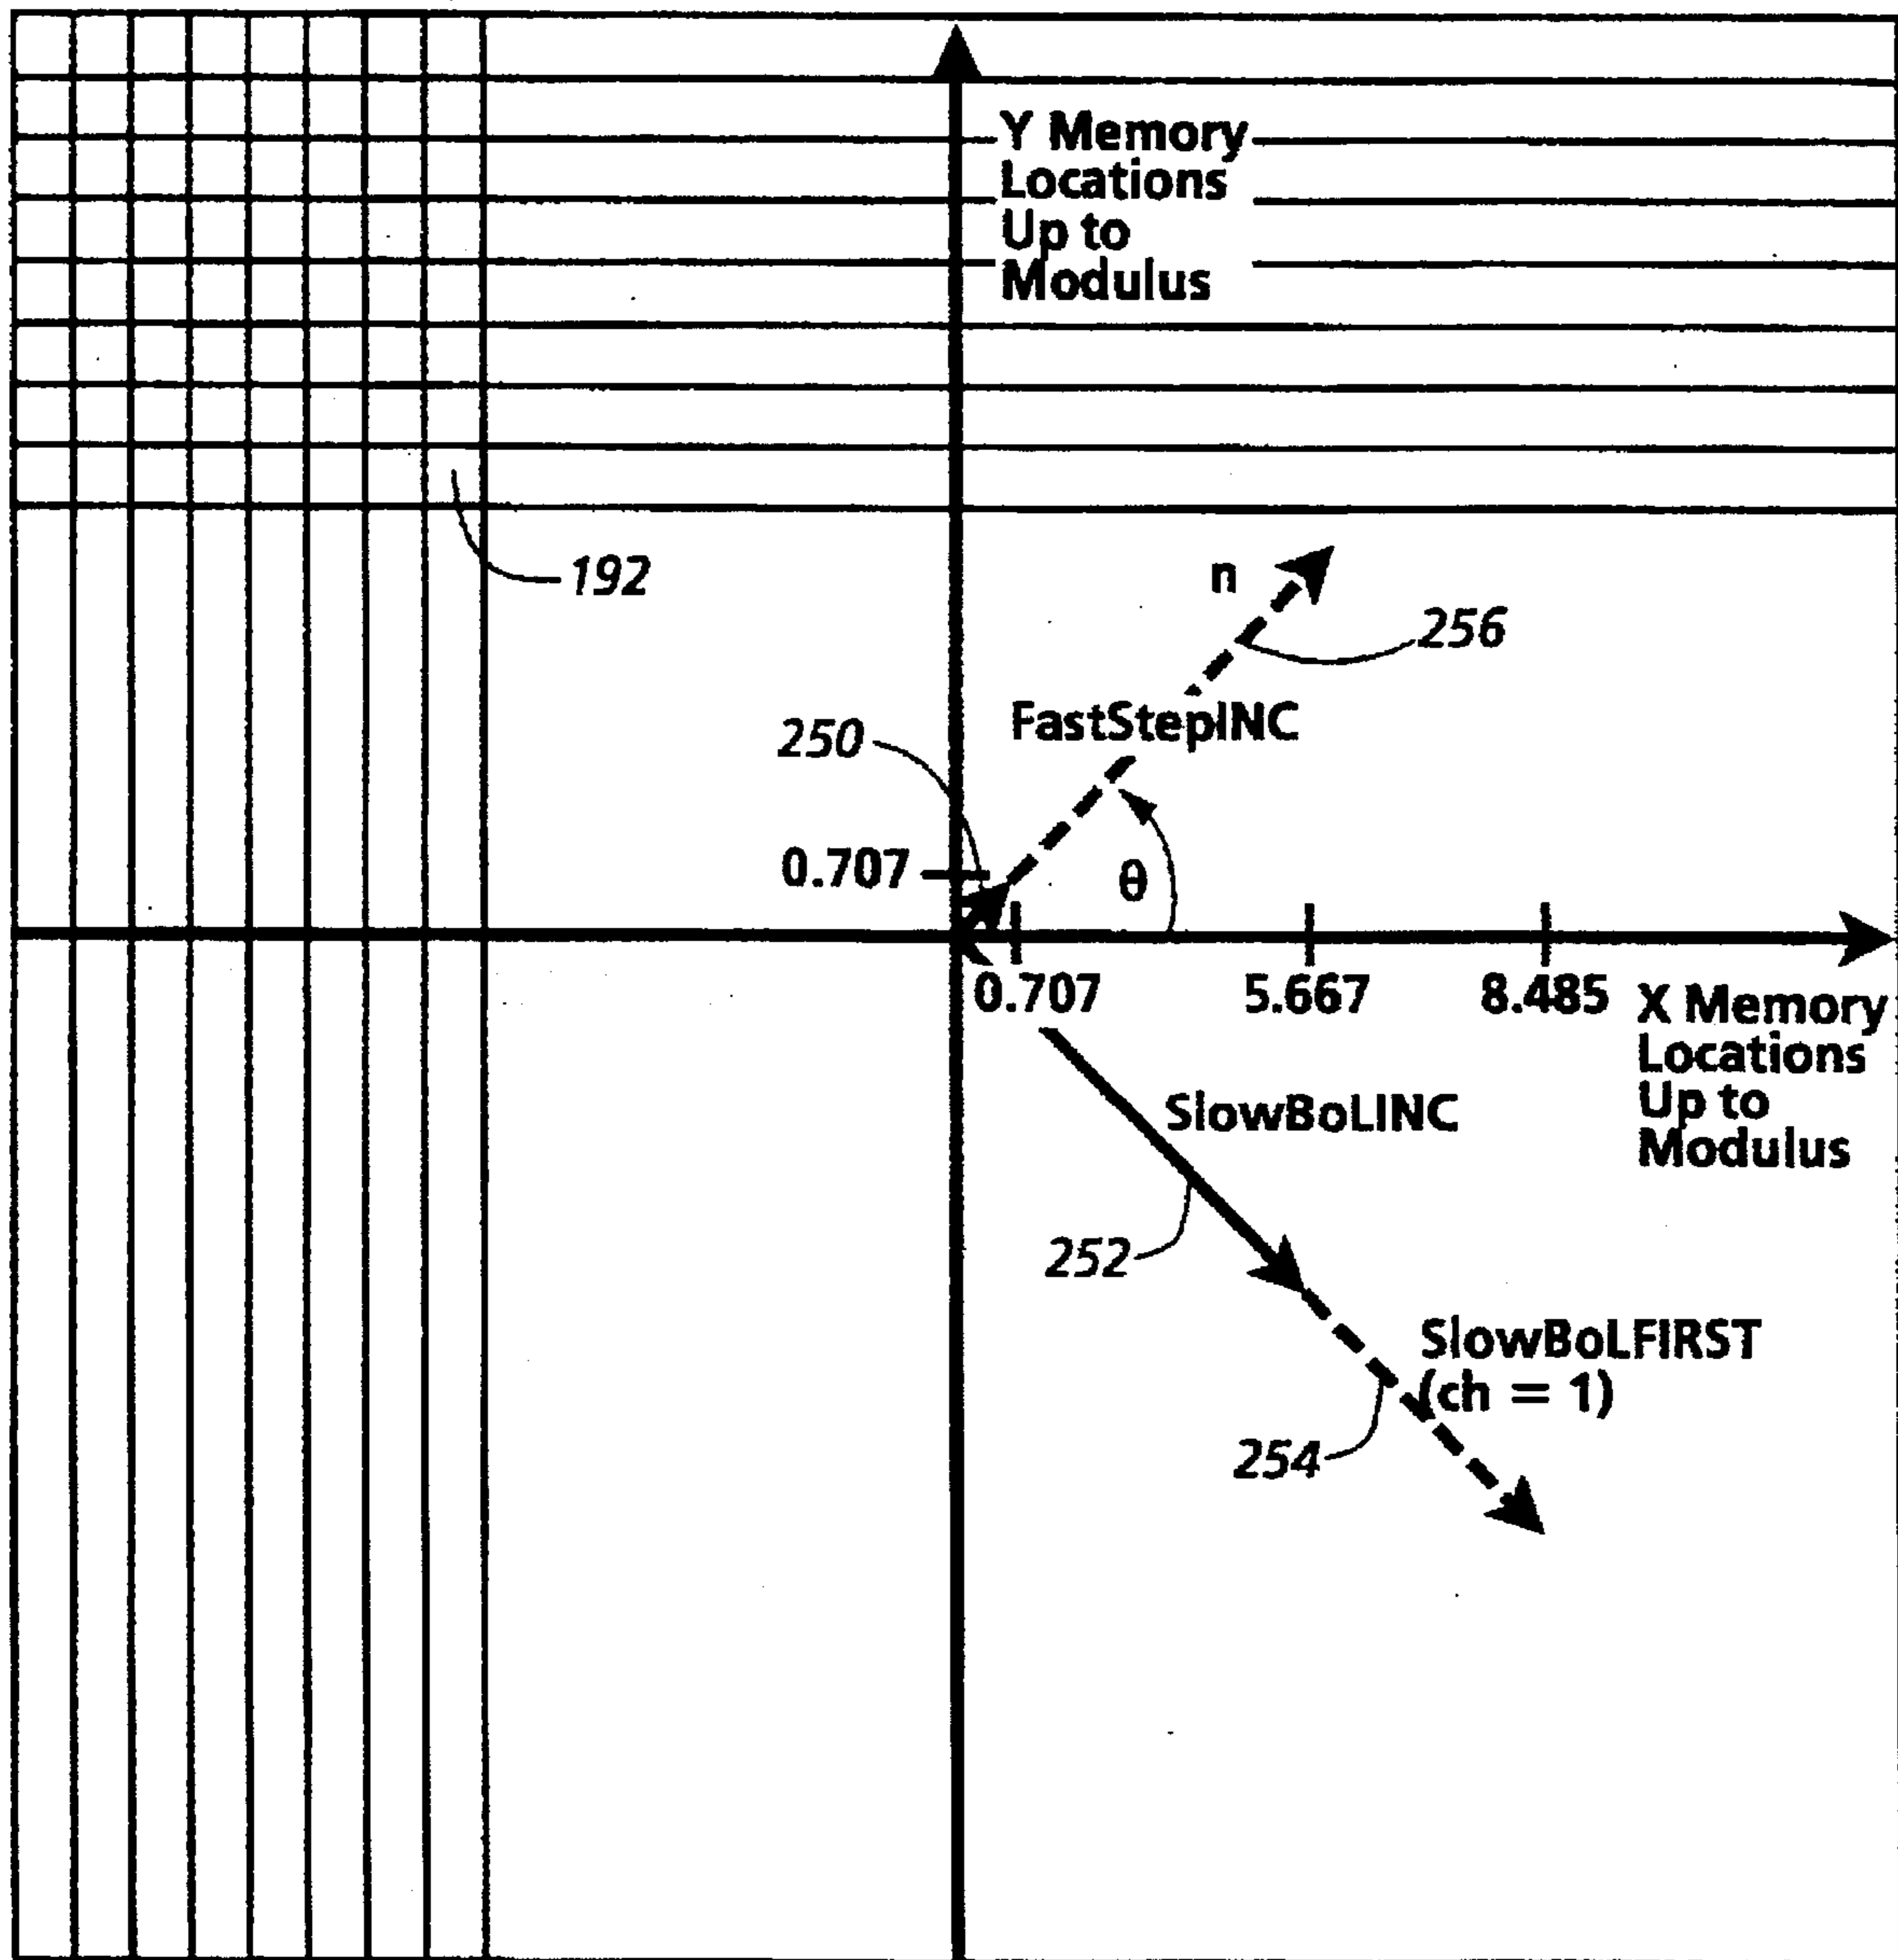 Y Memory
Locations
Up to
Modulus
192
n
256
FastStepINC
250
0.707
θ
0.707
5.667
8.485
X Memory
Locations
Up to
Modulus
SlowBoLINC
252
SlowBoLFIRST
(ch = 1)
254